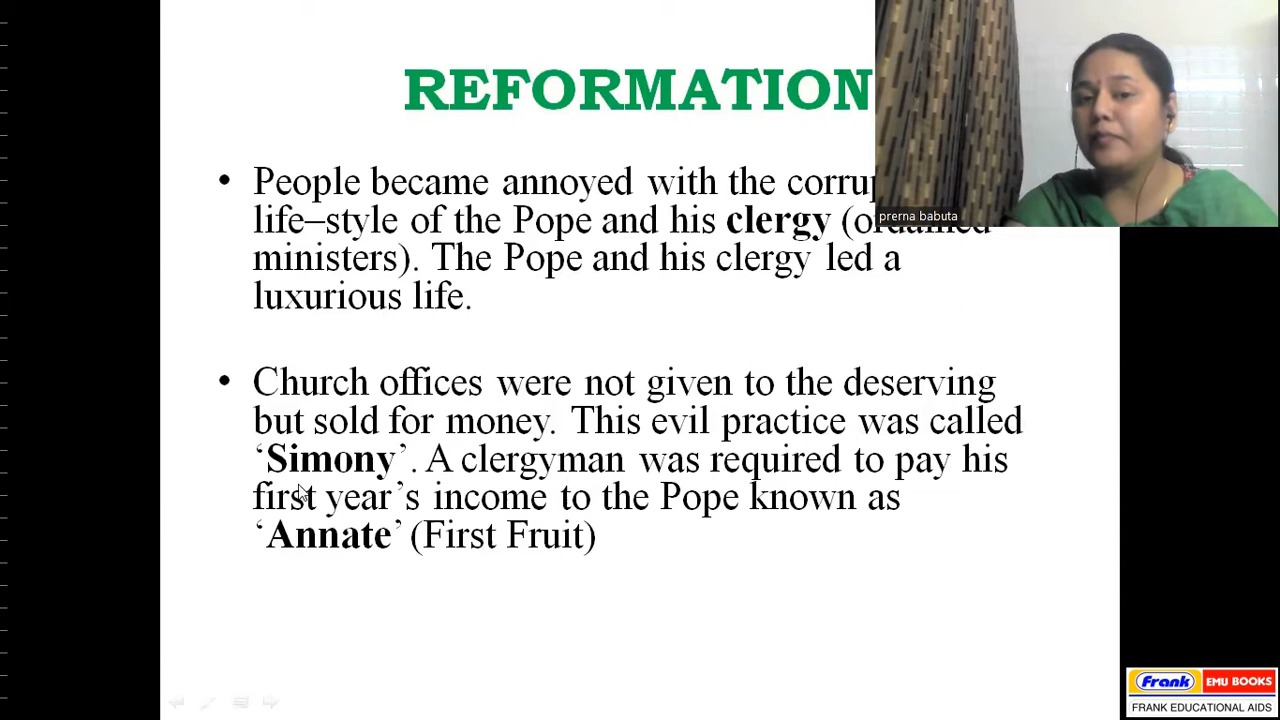 REFORMATION
• People became annoyed with the
life–style of the Pope and his clergy
ministers). The Pope and his clergy led a
luxurious life.
• Church offices were not given to the deserving
but sold for money. This evil practice was called
‘Simony’. A clergyman was required to pay his
first year’s income to the Pope known as
‘Annate’ (First Fruit)
prerna babuta
Frank EMU BOOKS
FRANK EDUCATIONAL AIDS